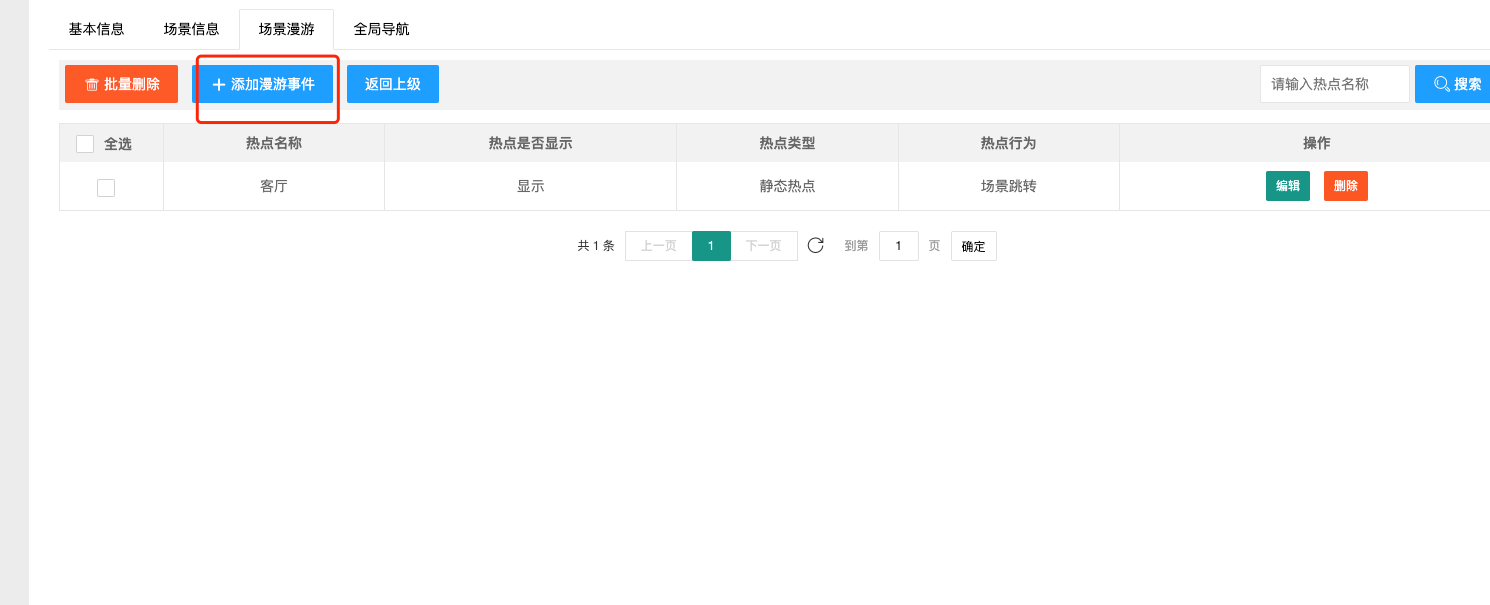 基本信息 场景信息 场景漫游 全局导航
批量删除 添加漫游事件 返回上级 请输入热点名称 搜索
全选 热点名称 热点是否显示 热点类型 热点行为 操作
客厅 显示 静态热点 场景跳转 编辑 删除
共 1 条 上一页 1 下一页 到第 1 页 确定